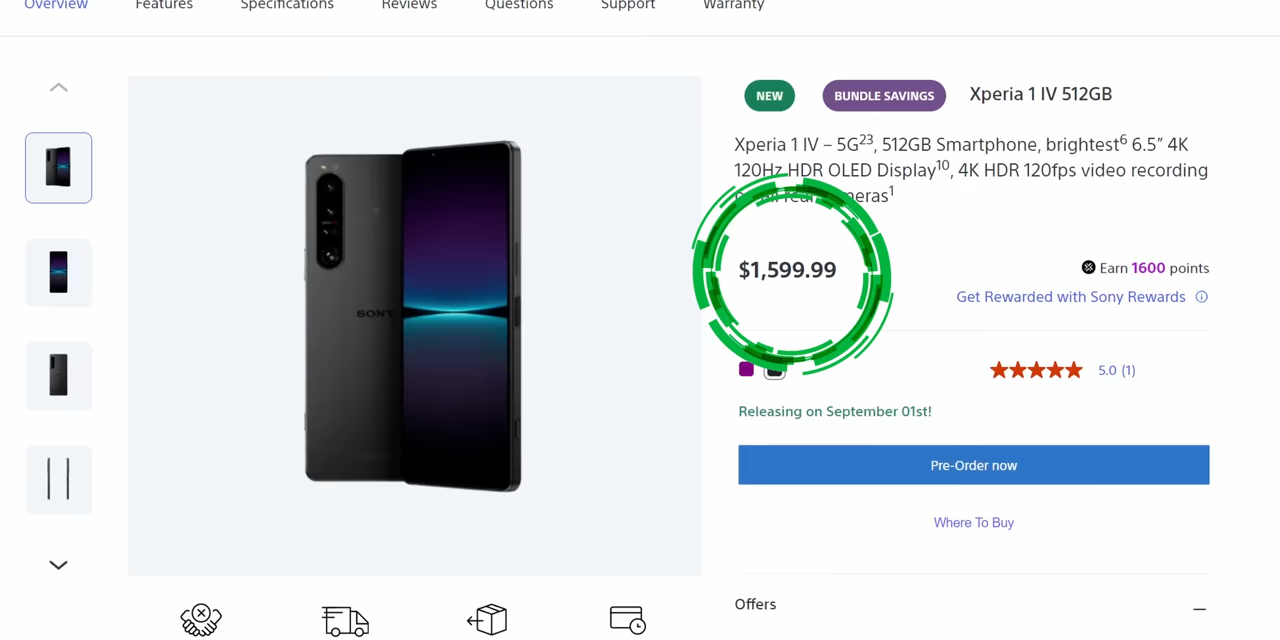 Overview Features Specifications Reviews Questions Support Warranty
NEW BUNDLE SAVINGS Xperia 1 IV 512GB
Xperia 1 IV – 5G23, 512GB Smartphone, brightest6 6.5” 4K
120Hz HDR OLED Display10, 4K HDR 120fps video recording
$1,599.99
Earn 1600 points
Get Rewarded with Sony Rewards
SONY
5.0 (1)
Releasing on September 01st!
Pre-Order now
Where To Buy
Offers